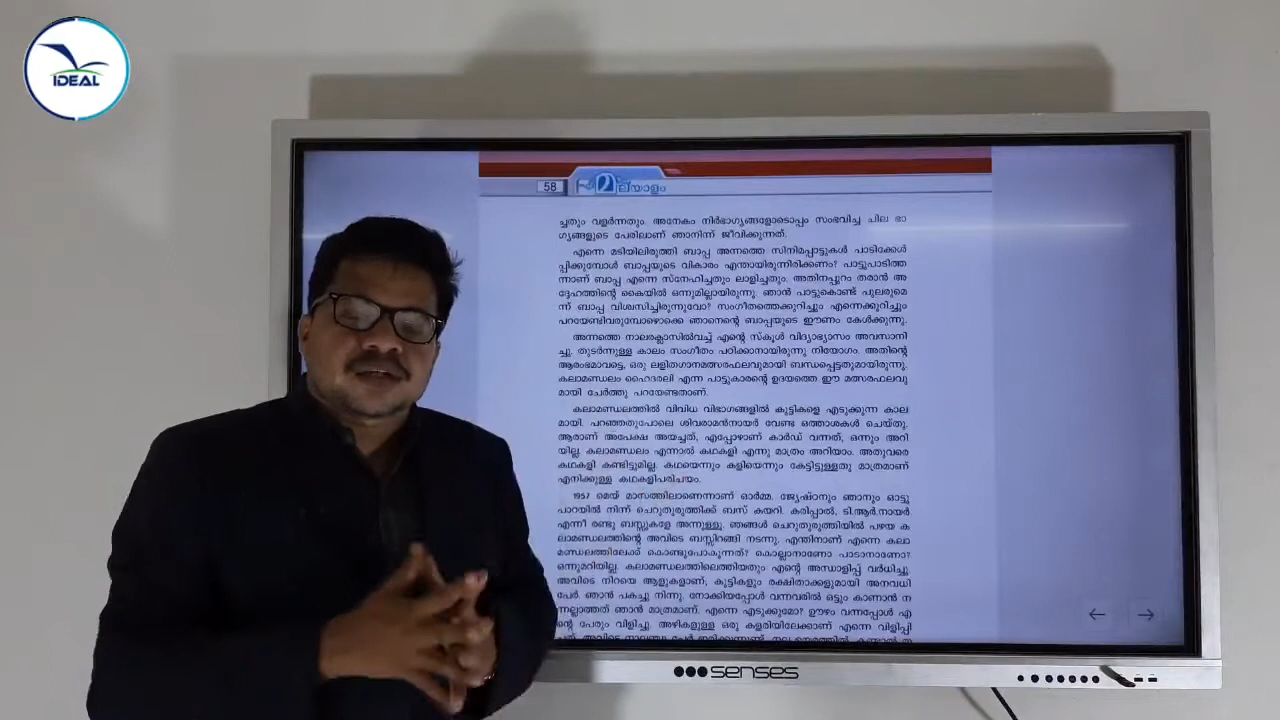 IDEAL
58 മലയാളം
ച്ചതും വളർന്നതും. അനേകം നിർഭാഗ്യങ്ങളോടൊപ്പം സംഭവിച്ച ചില ഭാ
ഗ്യങ്ങളുടെ പേരിലാണ് ഞാനിന്ന് ജീവിക്കുന്നത്.
എന്നെ മടിയിലിരുത്തി ബാപ്പ അന്നത്തെ സിനിമപ്പാട്ടുകൾ പാടിക്കേൾ
പ്പിക്കുമ്പോൾ ബാപ്പയുടെ വികാരം എന്തായിരുന്നിരിക്കണം? പാട്ടുപാടിത്ത
ന്നാണ് ബാപ്പ എന്നെ സ്നേഹിച്ചതും ലാളിച്ചതും. അതിനപ്പുറം തരാൻ അ
ദ്ദേഹത്തിന്റെ കൈയിൽ ഒന്നുമില്ലായിരുന്നു. ഞാൻ പാട്ടുകൊണ്ട് പുലരുമെ
ന്ന് ബാപ്പ വിശ്വസിച്ചിരുന്നുവോ? സംഗീതത്തെക്കുറിച്ചും എന്നെക്കുറിച്ചും
പറയേണ്ടിവരുമ്പോഴൊക്കെ ഞാനെന്റെ ബാപ്പയുടെ ഈണം കേൾക്കുന്നു.
അന്നത്തെ നാലരക്ലാസിൽവച്ച് എന്റെ സ്കൂൾ വിദ്യാഭ്യാസം അവസാനി
ച്ചു. തുടർന്നുള്ള കാലം സംഗീതം പഠിക്കാനായിരുന്നു നിയോഗം. അതിന്റെ
ആരംഭമാവട്ടെ, ഒരു ലളിതഗാനമത്സരഫലവുമായി ബന്ധപ്പെട്ടതുമായിരുന്നു.
കലാമണ്ഡലം ഹൈദരലി എന്ന പാട്ടുകാരന്റെ ഉദയത്തെ ഈ മത്സരഫലവു
മായി ചേർത്തു പറയേണ്ടതാണ്.
കലാമണ്ഡലത്തിൽ വിവിധ വിഭാഗങ്ങളിൽ കുട്ടികളെ എടുക്കുന്ന കാല
മായി. പറഞ്ഞതുപോലെ ശിവരാമൻനായർ വേണ്ട ഒത്താശകൾ ചെയ്തു.
ആരാണ് അപേക്ഷ അയച്ചത്, എപ്പോഴാണ് കാർഡ് വന്നത്, ഒന്നും അറി
യില്ല. കലാമണ്ഡലം എന്നാൽ കഥകളി എന്നു മാത്രം അറിയാം. അതുവരെ
കഥകളി കണ്ടിട്ടുമില്ല. കഥയെന്നും കളിയെന്നും കേട്ടിട്ടുള്ളതു മാത്രമാണ്
എനിക്കുള്ള കഥകളിപരിചയം.
1957 മെയ് മാസത്തിലാണെന്നാണ് ഓർമ്മ. ജ്യേഷ്ഠനും ഞാനും ഓട്ടു
പാറയിൽ നിന്ന് ചെറുതുരുത്തിക്ക് ബസ് കയറി. കരിപ്പാൽ, ടി.ആർ.നായർ
എന്നീ രണ്ടു ബസ്സുകളേ അന്നുള്ളൂ. ഞങ്ങൾ ചെറുതുരുത്തിയിൽ പഴയ ക
ലാമണ്ഡലത്തിന്റെ അവിടെ ബസ്സിറങ്ങി നടന്നു. എന്തിനാണ് എന്നെ കലാ
മണ്ഡലത്തിലേക്ക് കൊണ്ടുപോകുന്നത്? കൊല്ലാനാണോ പാടാനാണോ?
ഒന്നുമറിയില്ല. കലാമണ്ഡലത്തിലെത്തിയതും എന്റെ അന്ധാളിപ്പ് വർധിച്ചു.
അവിടെ നിറയെ ആളുകളാണ്; കുട്ടികളും രക്ഷിതാക്കളുമായി അനവധി
പേർ. ഞാൻ പകച്ചു നിന്നു. നോക്കിയപ്പോൾ വന്നവരിൽ ഒട്ടും കാണാൻ ന
ന്നല്ലാത്തത് ഞാൻ മാത്രമാണ്. എന്നെ എടുക്കുമോ? ഊഴം വന്നപ്പോൾ എ
ന്റെ പേരും വിളിച്ചു. അഴികളുള്ള ഒരു കളരിയിലേക്കാണ് എന്നെ വിളിപ്പി
senses